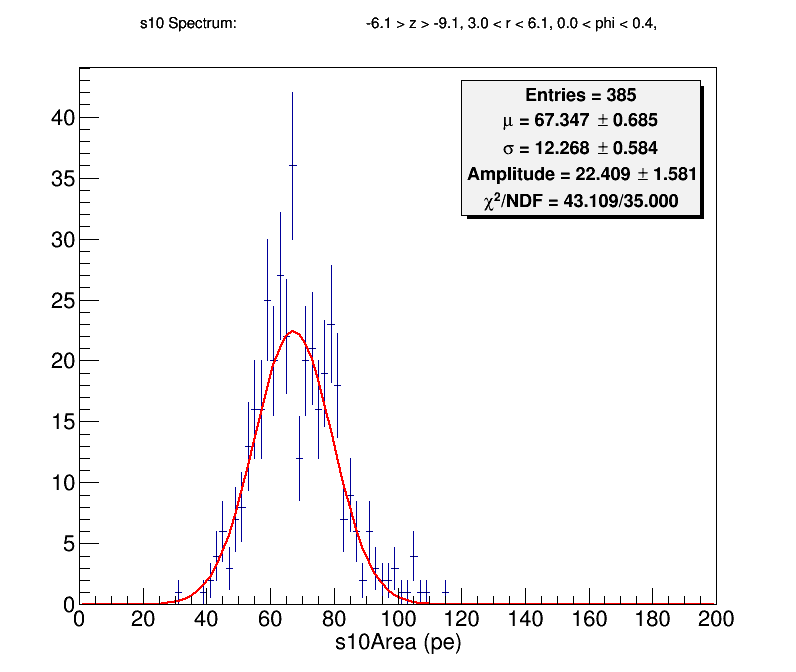 s10 Spectrum: -6.1 > z > -9.1, 3.0 < r < 6.1, 0.0 < phi < 0.4,
Entries = 385
μ = 67.347 ± 0.685
σ = 12.268 ± 0.584
Amplitude = 22.409 ± 1.581
χ²/NDF = 43.109/35.000
40
35
30
25
20
15
10
5
0
0 20 40 60 80 100 120 140 160 180 200
s10Area (pe)